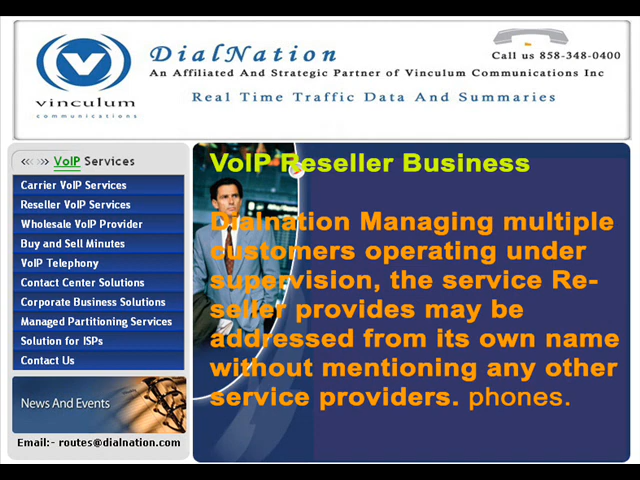 DialNation
Call us 858-348-0400
An Affiliated And Strategic Partner of Vinculum Communications Inc
vinculum
communications
Real Time Traffic Data And Summaries
VoIP Services
Carrier VoIP Services
Reseller VoIP Services
Wholesale VoIP Provider
Buy and Sell Minutes
VoIP Telephony
Contact Center Solutions
Corporate Business Solutions
Managed Partitioning Services
Solution for ISPs
Contact Us
News And Events
Email:- routes@dialnation.com
VoIP Reseller Business
Dialnation Managing multiple
customers operating under
supervision, the service Re-
seller provides may be
addressed from its own name
without mentioning any other
service providers. phones.